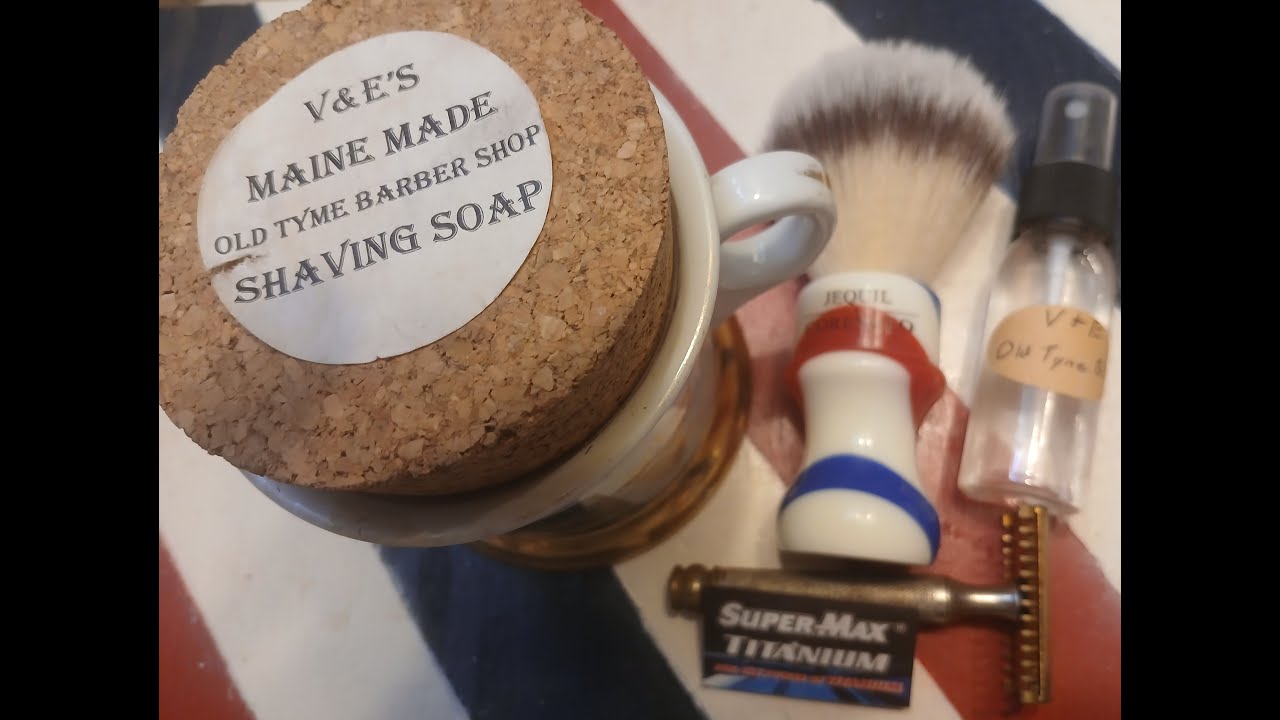 V&E'S
MAINE MADE
OLD TYME BARBER SHOP
SHAVING SOAP
JEQUIL
V & E
Old Tyme
SUPER-MAX
TITANIUM